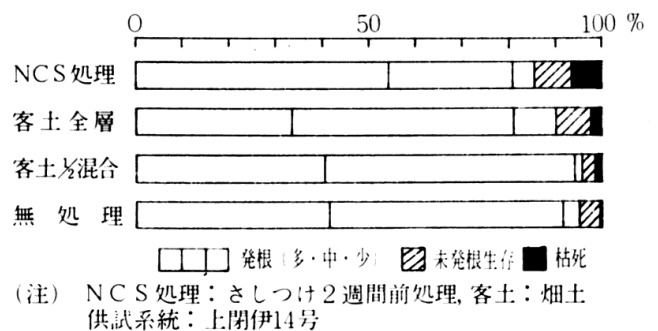 0 50 100 %
NCS処理
客土全層
客土½混合
無処理
発根(多・中・少) 未発根生存 枯死
(注) NCS処理:さしつけ2週間前処理,客土:畑土
供試系統:上閉伊14号